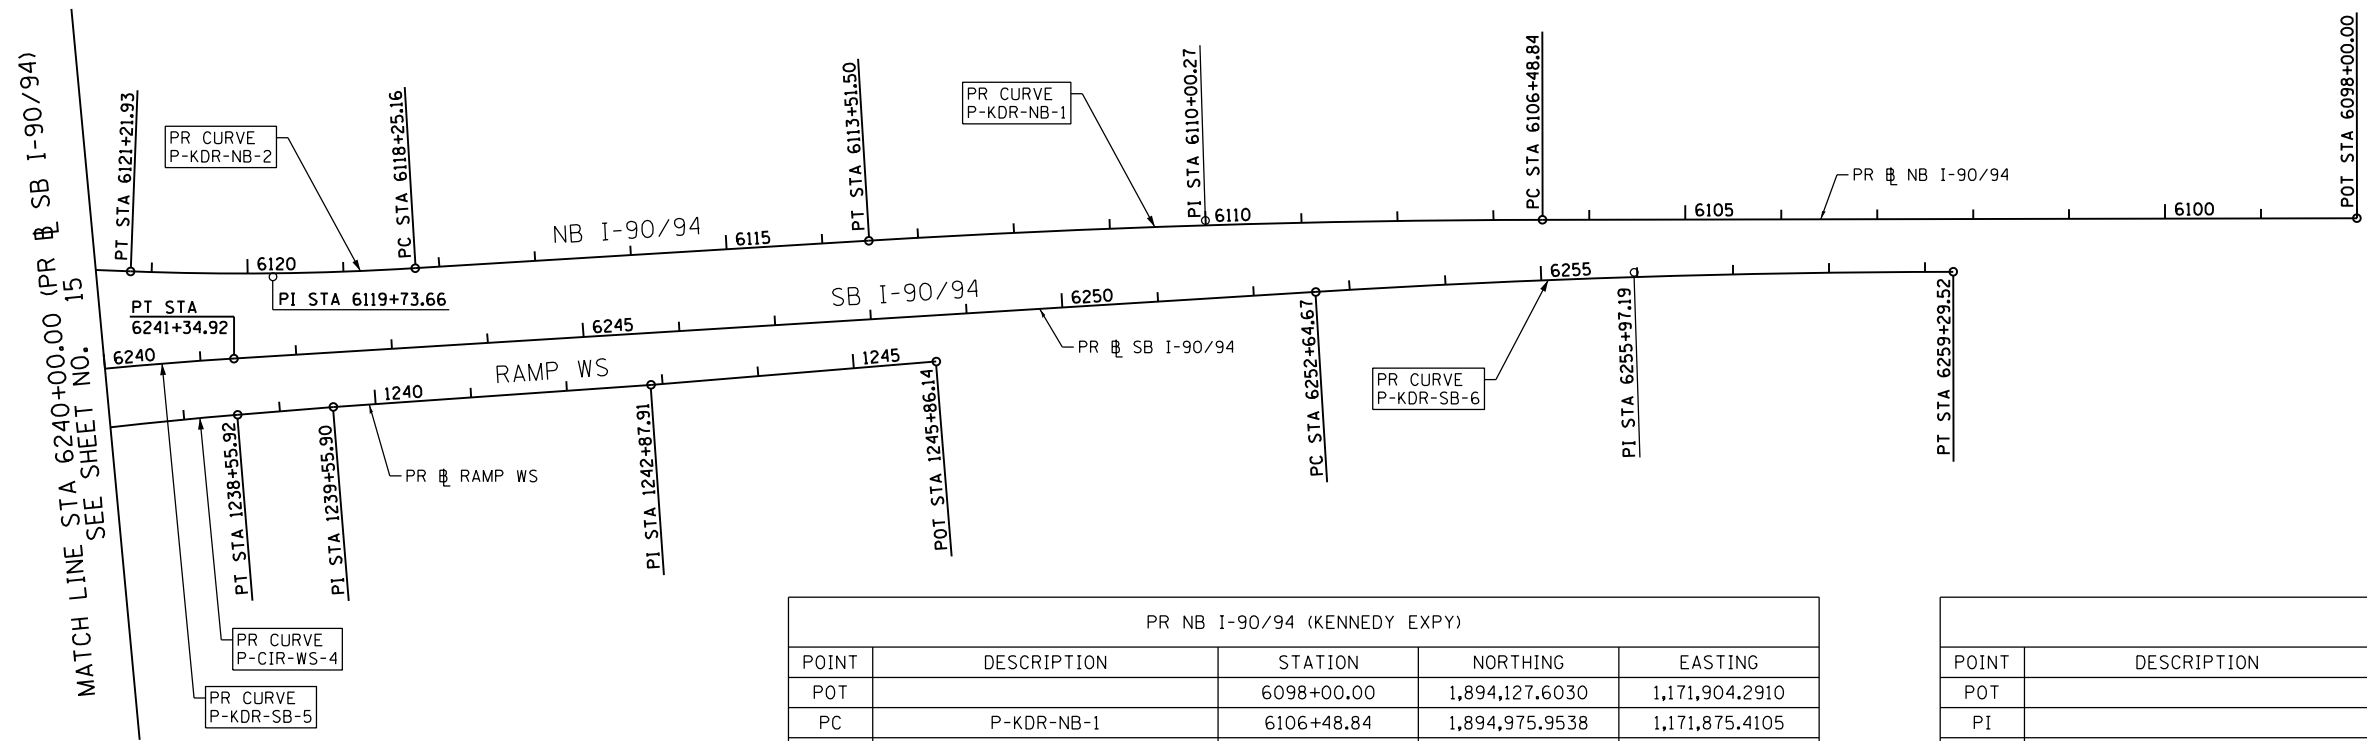 MATCH LINE STA 6240+00.00 (PR BL SB I-90/94)
SEE SHEET NO. 15
PT STA 6121+21.93
PR CURVE
P-KDR-NB-2
PC STA 6118+25.16
PT STA 6113+51.50
PR CURVE
P-KDR-NB-1
PI STA 6110+00.27
PC STA 6106+48.84
PR BL NB I-90/94
POT STA 6098+00.00
6120
NB I-90/94
6115
6110
6105
6100
PI STA 6119+73.66
PT STA
6241+34.92
6240
6245
SB I-90/94
6250
6255
PR BL SB I-90/94
PC STA 6252+64.67
PR CURVE
P-KDR-SB-6
PI STA 6255+97.19
PT STA 6259+29.52
RAMP WS
1240
1245
PR BL RAMP WS
PT STA 1238+55.92
PI STA 1239+55.90
PI STA 1242+87.91
POT STA 1245+86.14
PR CURVE
P-CIR-WS-4
PR CURVE
P-KDR-SB-5
PR NB I-90/94 (KENNEDY EXPY)
POINT DESCRIPTION STATION NORTHING EASTING
POT 6098+00.00 1,894,127.6030 1,171,904.2910
PC P-KDR-NB-1 6106+48.84 1,894,975.9538 1,171,875.4105
POINT DESCRIPTION
POT
PI